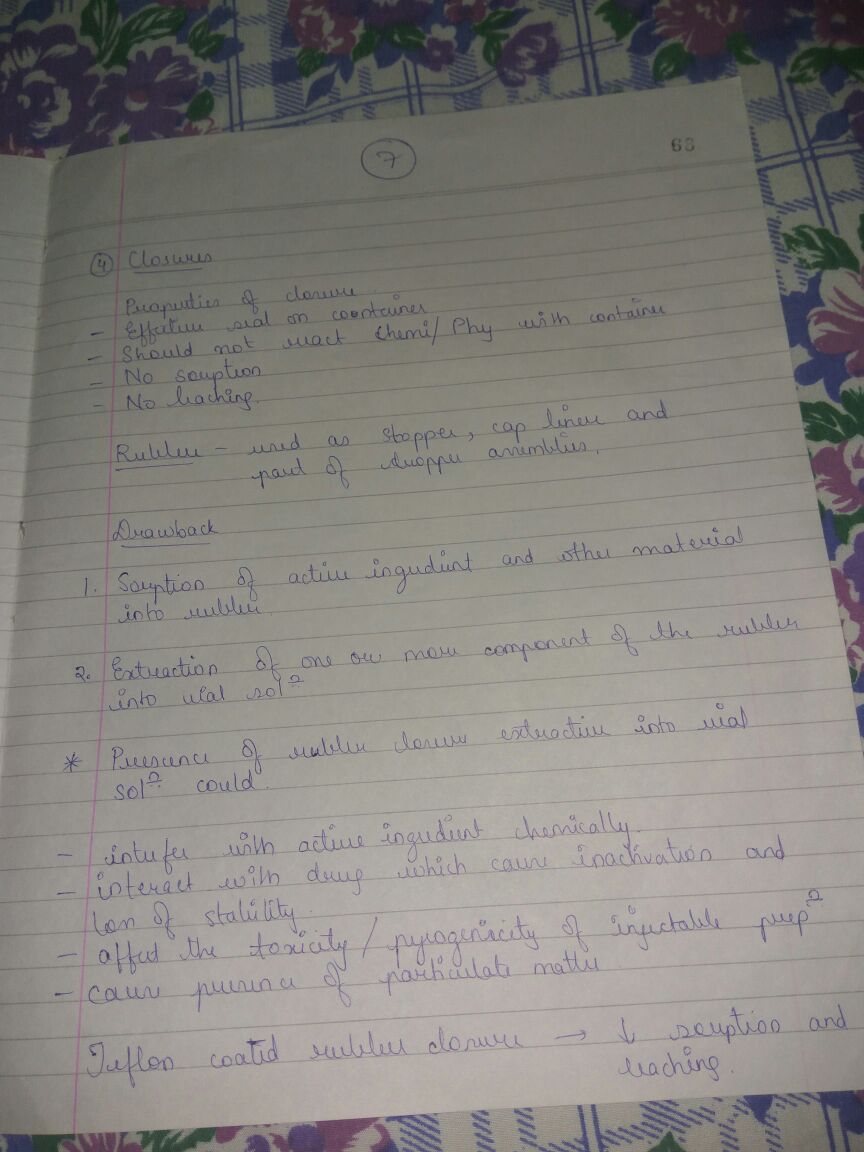 7
63
④ Closures
Properties of closure
- Effective seal on coontainer
- Should not react Chemi/Phy with container
- No sorption
- No leaching.
Rubber - used as stopper, cap liner and
part of dropper assemblies.
Drawback
1. Sorption of active ingredient and other material
into rubber.
2. Extraction of one or more component of the rubber
into vial solⁿ
* Presence of rubber closure extractive into vial
solⁿ could.
- interfer with active ingredient chemically.
- interact with drug which cause inactivation and
loss of stability.
- affect the toxicity / pyrogenicity of injectable prepⁿ
- cause presence of particulate matter
Teflon coated rubber closure → ↓ sorption and
leaching.